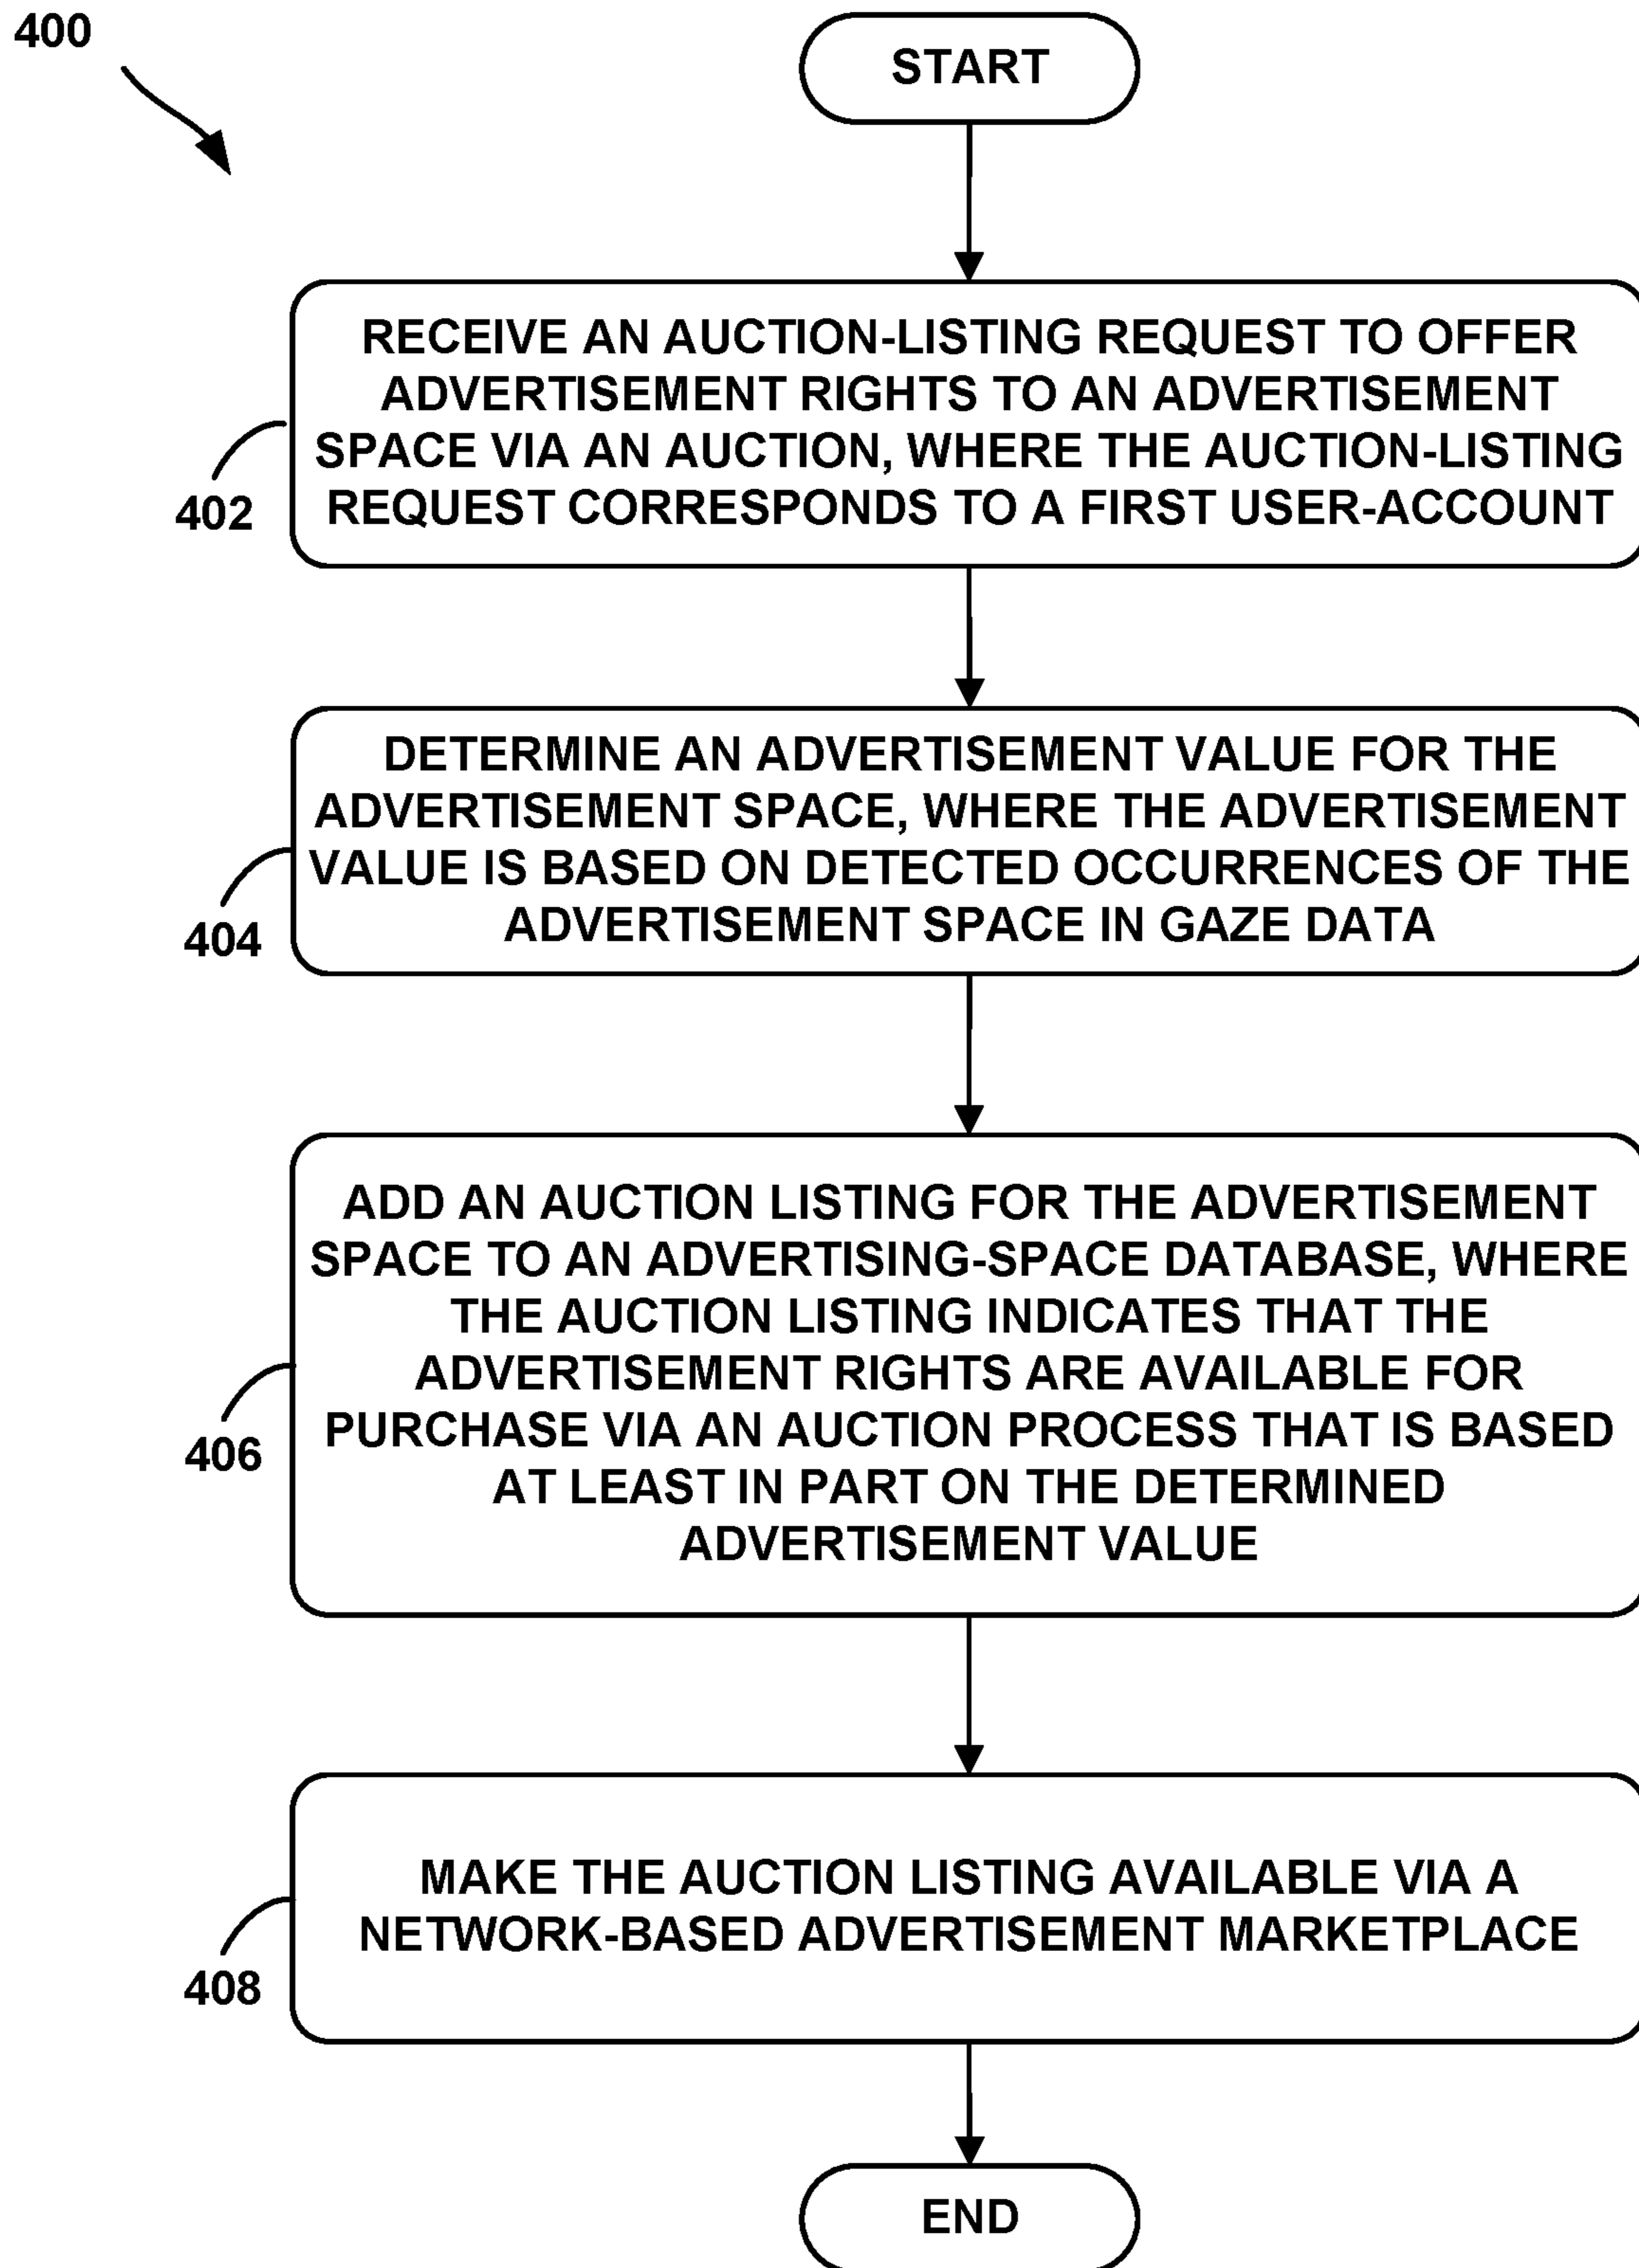 400
START
RECEIVE AN AUCTION-LISTING REQUEST TO OFFER
ADVERTISEMENT RIGHTS TO AN ADVERTISEMENT
SPACE VIA AN AUCTION, WHERE THE AUCTION-LISTING
REQUEST CORRESPONDS TO A FIRST USER-ACCOUNT
402
DETERMINE AN ADVERTISEMENT VALUE FOR THE
ADVERTISEMENT SPACE, WHERE THE ADVERTISEMENT
VALUE IS BASED ON DETECTED OCCURRENCES OF THE
ADVERTISEMENT SPACE IN GAZE DATA
404
ADD AN AUCTION LISTING FOR THE ADVERTISEMENT
SPACE TO AN ADVERTISING-SPACE DATABASE, WHERE
THE AUCTION LISTING INDICATES THAT THE
ADVERTISEMENT RIGHTS ARE AVAILABLE FOR
PURCHASE VIA AN AUCTION PROCESS THAT IS BASED
AT LEAST IN PART ON THE DETERMINED
ADVERTISEMENT VALUE
406
MAKE THE AUCTION LISTING AVAILABLE VIA A
NETWORK-BASED ADVERTISEMENT MARKETPLACE
408
END